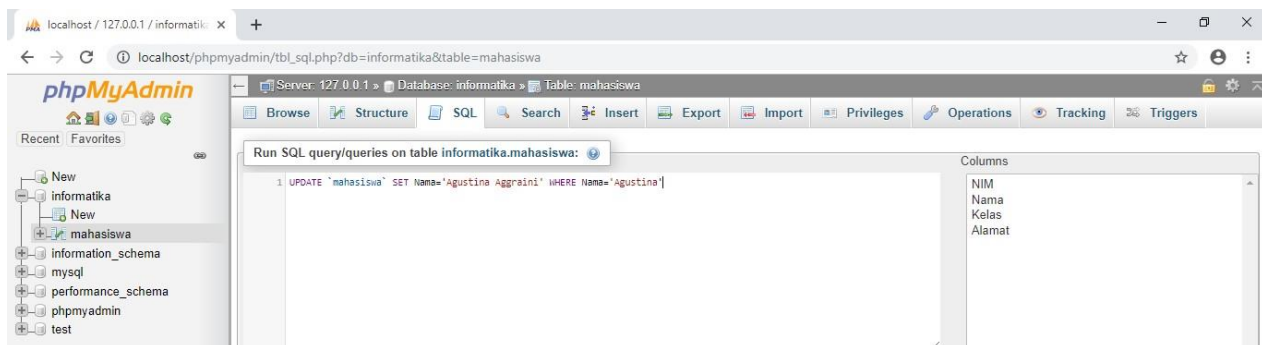 localhost / 127.0.0.1 / informatik
localhost/phpmyadmin/tbl_sql.php?db=informatika&table=mahasiswa
phpMyAdmin
Recent Favorites
New
informatika
New
mahasiswa
information_schema
mysql
performance_schema
phpmyadmin
test
Server: 127.0.0.1 » Database: informatika » Table: mahasiswa
Browse Structure SQL Search Insert Export Import Privileges Operations Tracking Triggers
Run SQL query/queries on table informatika.mahasiswa:
1 UPDATE `mahasiswa` SET Nama='Agustina Aggraini' WHERE Nama='Agustina'
Columns
NIM
Nama
Kelas
Alamat